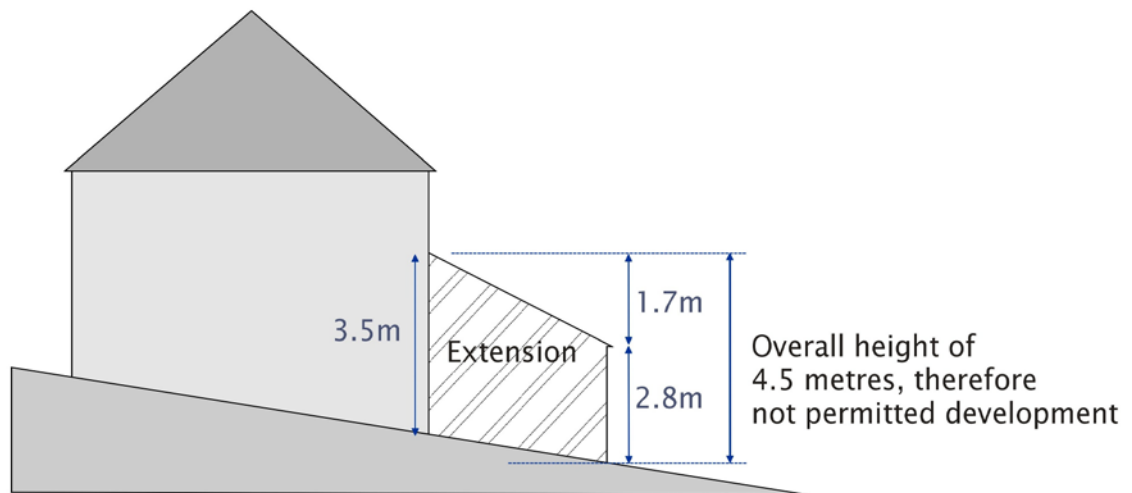 1.7m
3.5m
Extension
2.8m
Overall height of
4.5 metres, therefore
not permitted development